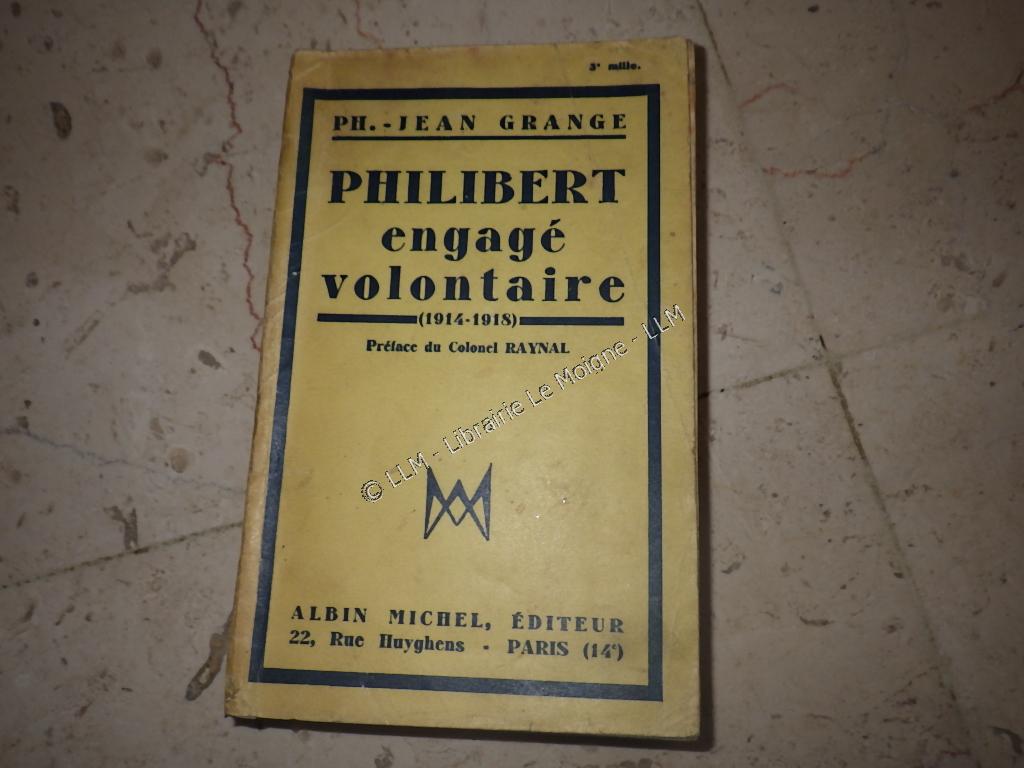 3e mille.
PH.-JEAN GRANGE
PHILIBERT
engagé
volontaire
(1914-1918)
Préface du Colonel RAYNAL
© LLM - Librairie Le Moigne - LLM
ALBIN MICHEL, ÉDITEUR
22, Rue Huyghens - PARIS (14e)